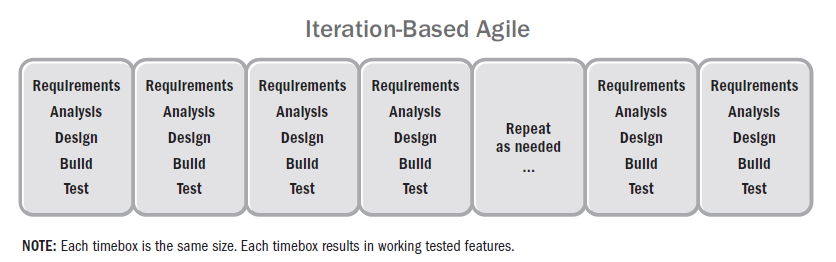 Iteration-Based Agile
Requirements
Analysis
Design
Build
Test
Requirements
Analysis
Design
Build
Test
Requirements
Analysis
Design
Build
Test
Requirements
Analysis
Design
Build
Test
Repeat
as needed
...
Requirements
Analysis
Design
Build
Test
Requirements
Analysis
Design
Build
Test
NOTE: Each timebox is the same size. Each timebox results in working tested features.